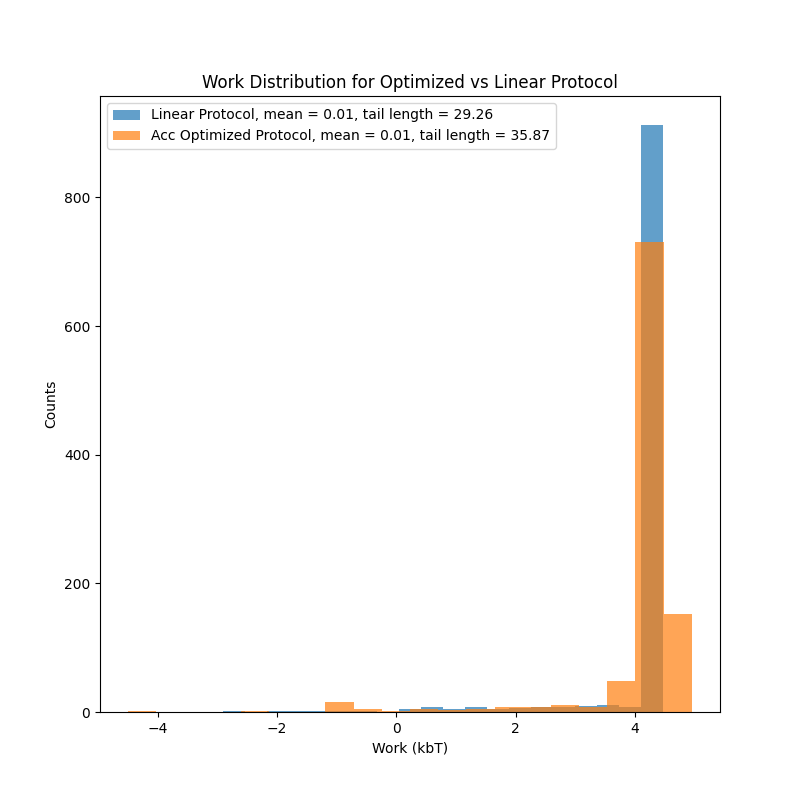 Work Distribution for Optimized vs Linear Protocol
Linear Protocol, mean = 0.01, tail length = 29.26
Acc Optimized Protocol, mean = 0.01, tail length = 35.87
800
600
400
200
0
Counts
−4
−2
0
2
4
Work (kbT)